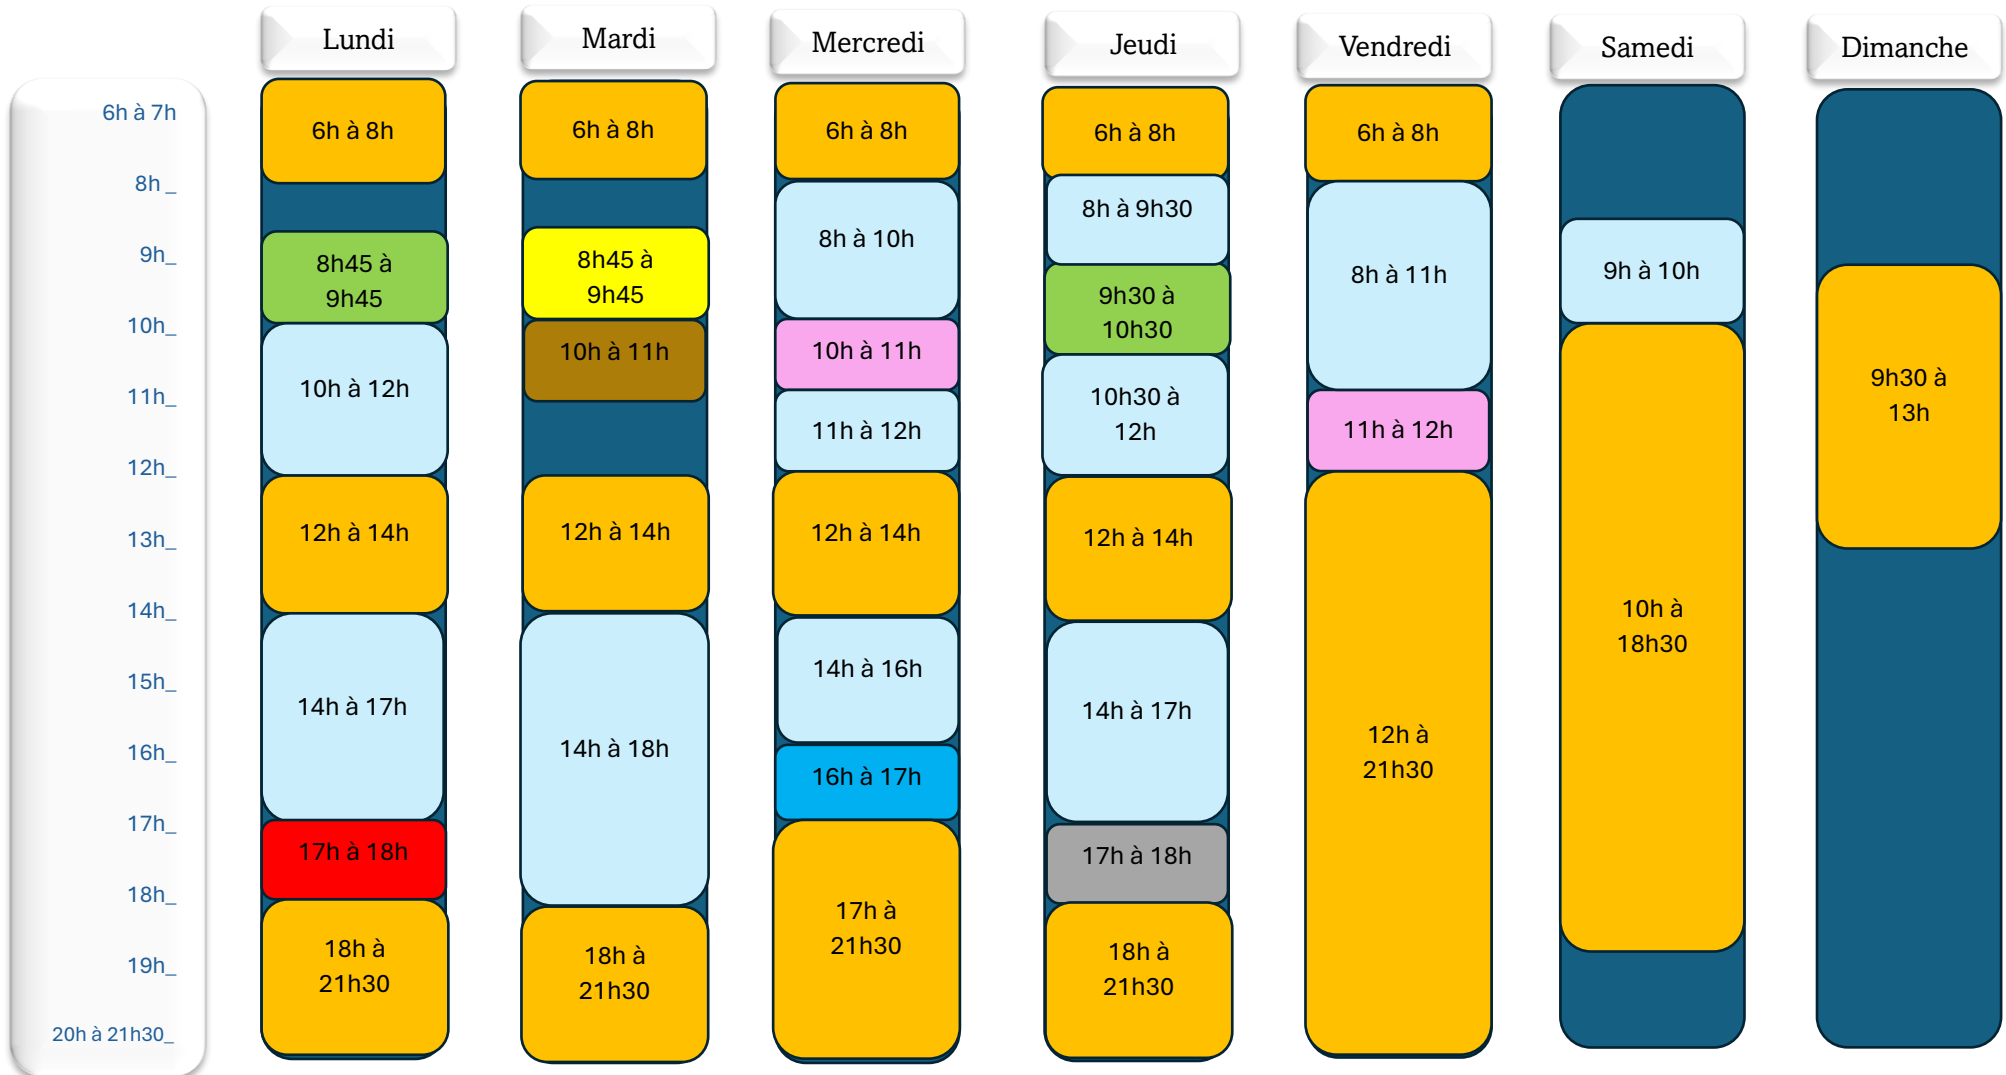 Lundi
Mardi
Mercredi
Jeudi
Vendredi
Samedi
Dimanche
6h à 7h
8h _
9h_
10h_
11h_
12h_
13h_
14h_
15h_
16h_
17h_
18h_
19h_
20h à 21h30_
6h à 8h
8h45 à
9h45
10h à 12h
12h à 14h
14h à 17h
17h à 18h
18h à
21h30
6h à 8h
8h45 à
9h45
10h à 11h
12h à 14h
14h à 18h
18h à
21h30
6h à 8h
8h à 10h
10h à 11h
11h à 12h
12h à 14h
14h à 16h
16h à 17h
17h à
21h30
6h à 8h
8h à 9h30
9h30 à
10h30
10h30 à
12h
12h à 14h
14h à 17h
17h à 18h
18h à
21h30
6h à 8h
8h à 11h
11h à 12h
12h à
21h30
9h à 10h
10h à
18h30
9h30 à
13h